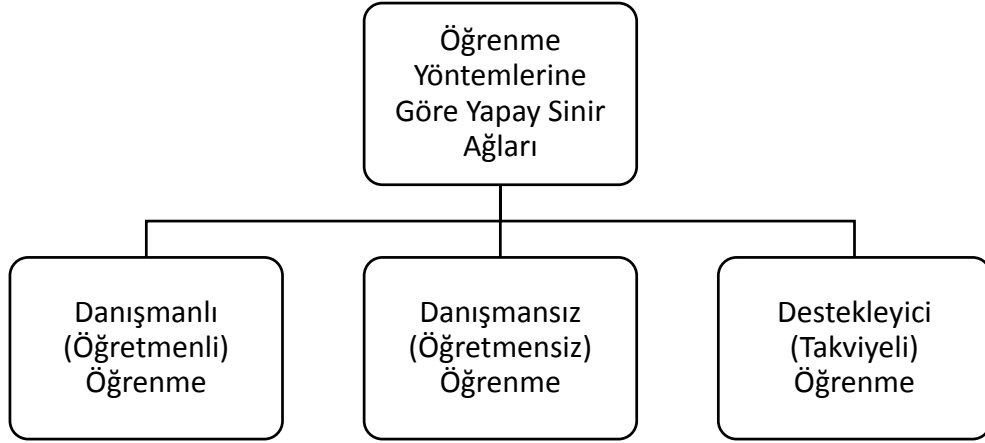 Öğrenme
Yöntemlerine
Göre Yapay Sinir
Ağları
Danışmanlı
(Öğretmenli)
Öğrenme
Danışmansız
(Öğretmensiz)
Öğrenme
Destekleyici
(Takviyeli)
Öğrenme